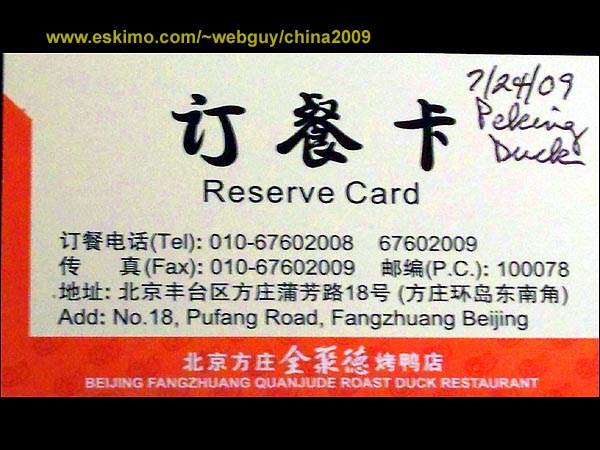 www.eskimo.com/~webguy/china2009
7/24/09
Peking
Duck
订餐卡
Reserve Card
订餐电话(Tel): 010-67602008 67602009
传 真(Fax): 010-67602009 邮编(P.C.): 100078
地址: 北京丰台区方庄蒲芳路18号 (方庄环岛东南角)
Add: No.18, Pufang Road, Fangzhuang Beijing
北京方庄全聚德烤鸭店
BEIJING FANGZHUANG QUANJUDE ROAST DUCK RESTAURANT